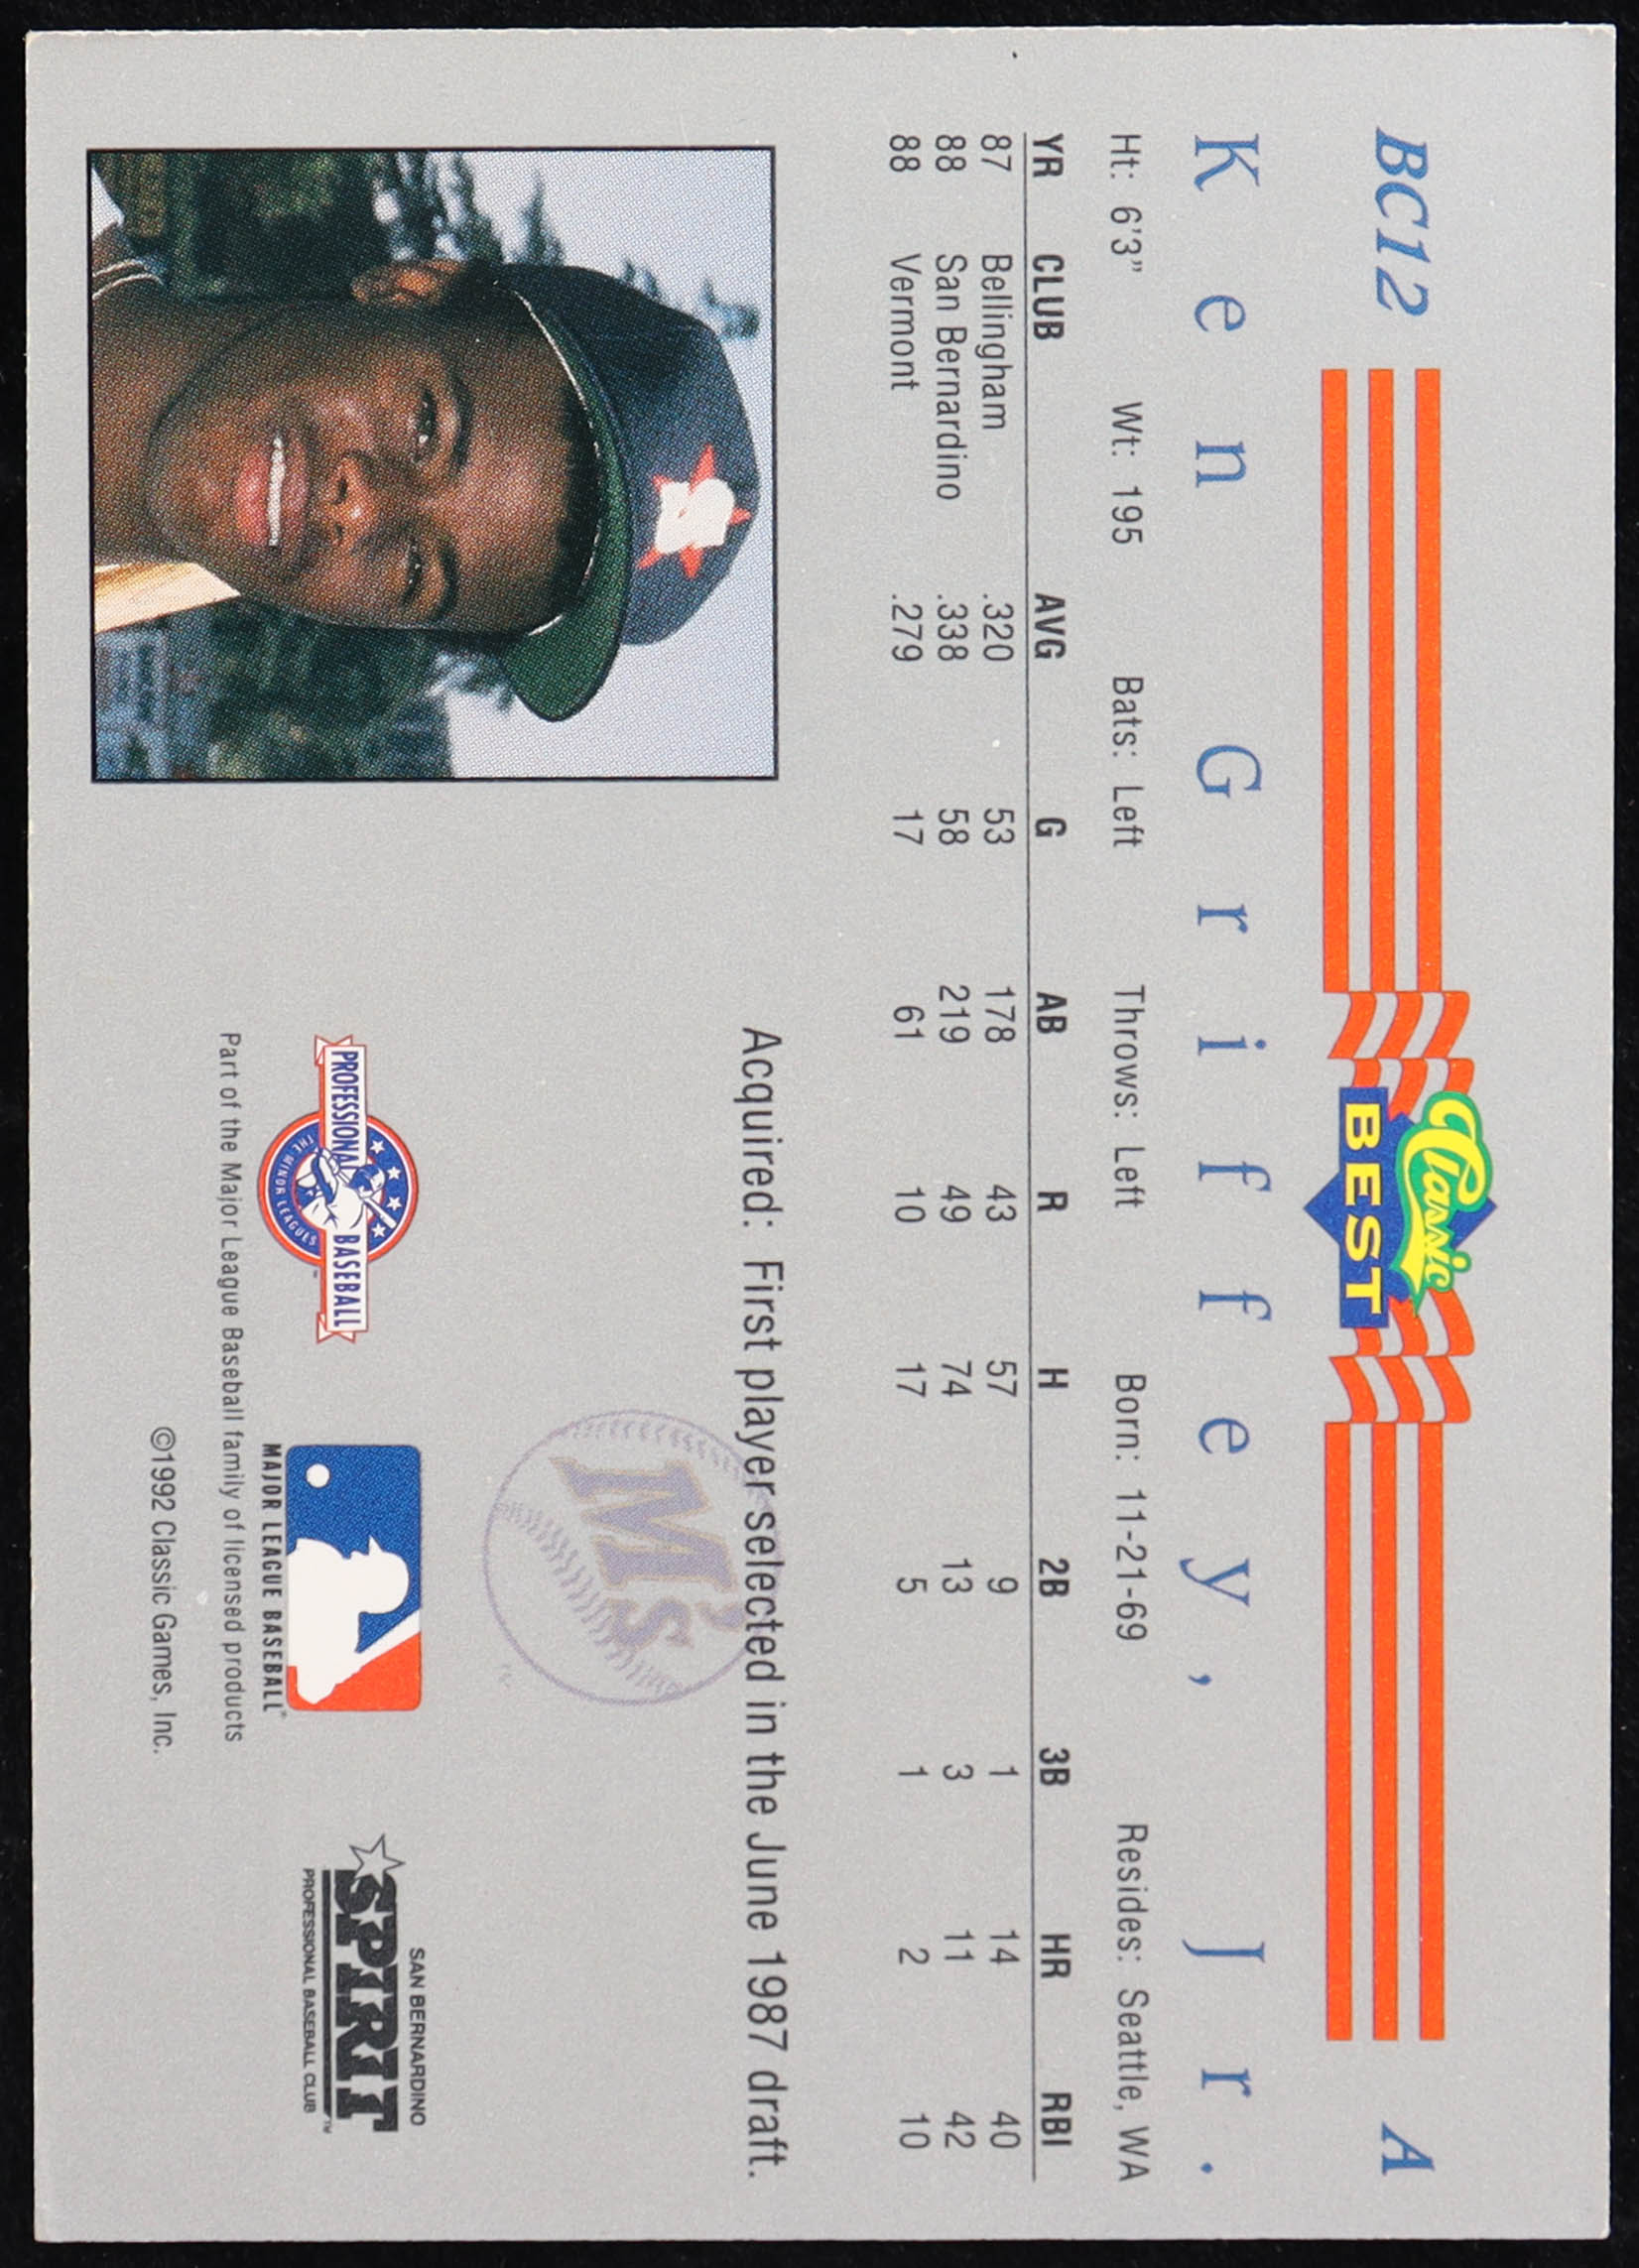 BC12 Classic BEST A
Ken Griffey, Jr.
Ht: 6'3" Wt: 195 Bats: Left Throws: Left Born: 11-21-69 Resides: Seattle, WA
YR CLUB AVG G AB R H 2B 3B HR RBI
87 Bellingham .320 53 178 43 57 9 1 14 40
88 San Bernardino .338 58 219 49 74 13 3 11 42
88 Vermont .279 17 61 10 17 5 1 2 10
Acquired: First player selected in the June 1987 draft.
M's
S
PROFESSIONAL BASEBALL
THE MINOR LEAGUES
MAJOR LEAGUE BASEBALL®
SAN BERNARDINO
SPIRIT™
PROFESSIONAL BASEBALL CLUB
Part of the Major League Baseball family of licensed products
©1992 Classic Games, Inc.